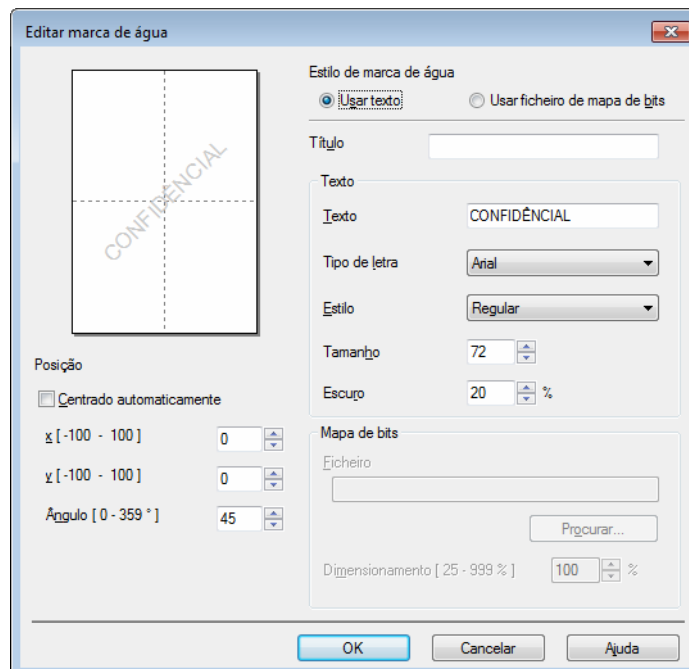 Editar marca de água
CONFIDÊNCIAL
Posição
Centrado automaticamente
x [ -100 - 100 ] 0
y [ -100 - 100 ] 0
Ângulo [ 0 - 359 ° ] 45
Estilo de marca de água
Usar texto Usar ficheiro de mapa de bits
Título
Texto
Texto CONFIDÊNCIAL
Tipo de letra Arial
Estilo Regular
Tamanho 72
Escuro 20 %
Mapa de bits
Ficheiro
Procurar...
Dimensionamento [ 25 - 999 % ] 100 %
OK Cancelar Ajuda